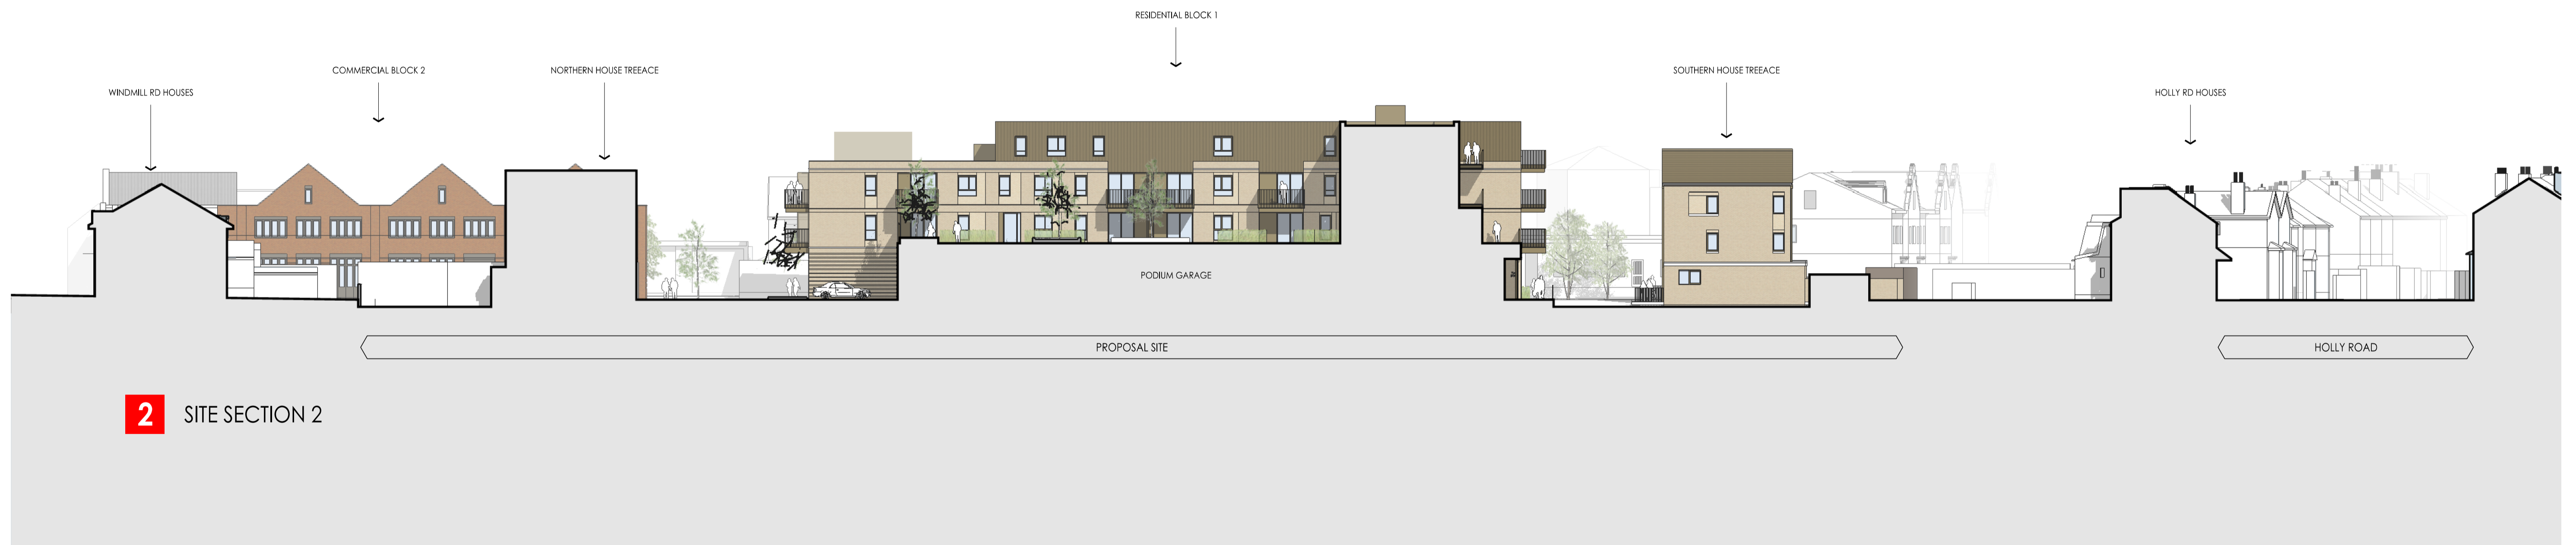 RESIDENTIAL BLOCK 1
COMMERCIAL BLOCK 2
NORTHERN HOUSE TREEACE
SOUTHERN HOUSE TREEACE
WINDMILL RD HOUSES
HOLLY RD HOUSES
PODIUM GARAGE
PROPOSAL SITE
HOLLY ROAD
2 SITE SECTION 2